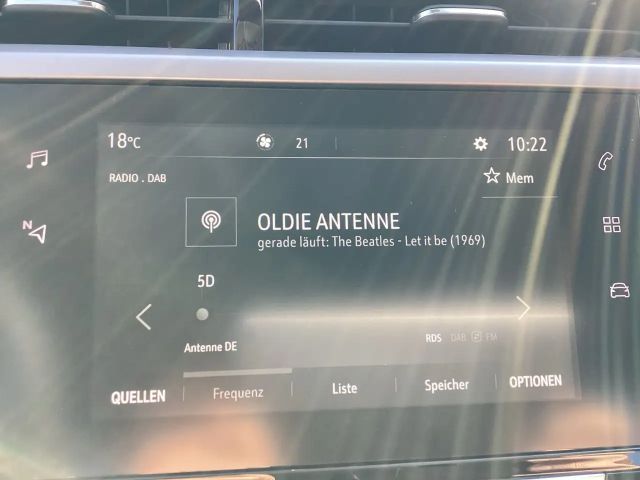 18°C 21 10:22
RADIO . DAB
Mem
OLDIE ANTENNE
gerade läuft: The Beatles - Let it be (1969)
5D
N
Antenne DE
RDS DAB FM
QUELLEN Frequenz Liste Speicher OPTIONEN